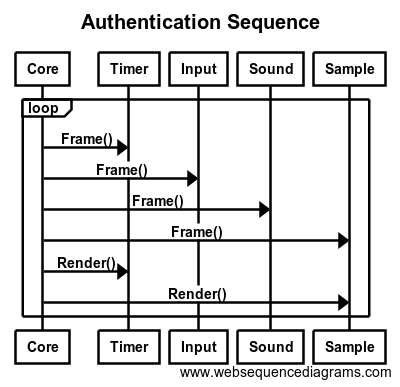 Authentication Sequence
Core Timer Input Sound Sample
loop
Frame()
Frame()
Frame()
Frame()
Render()
Render()
Core Timer Input Sound Sample
www.websequencediagrams.com